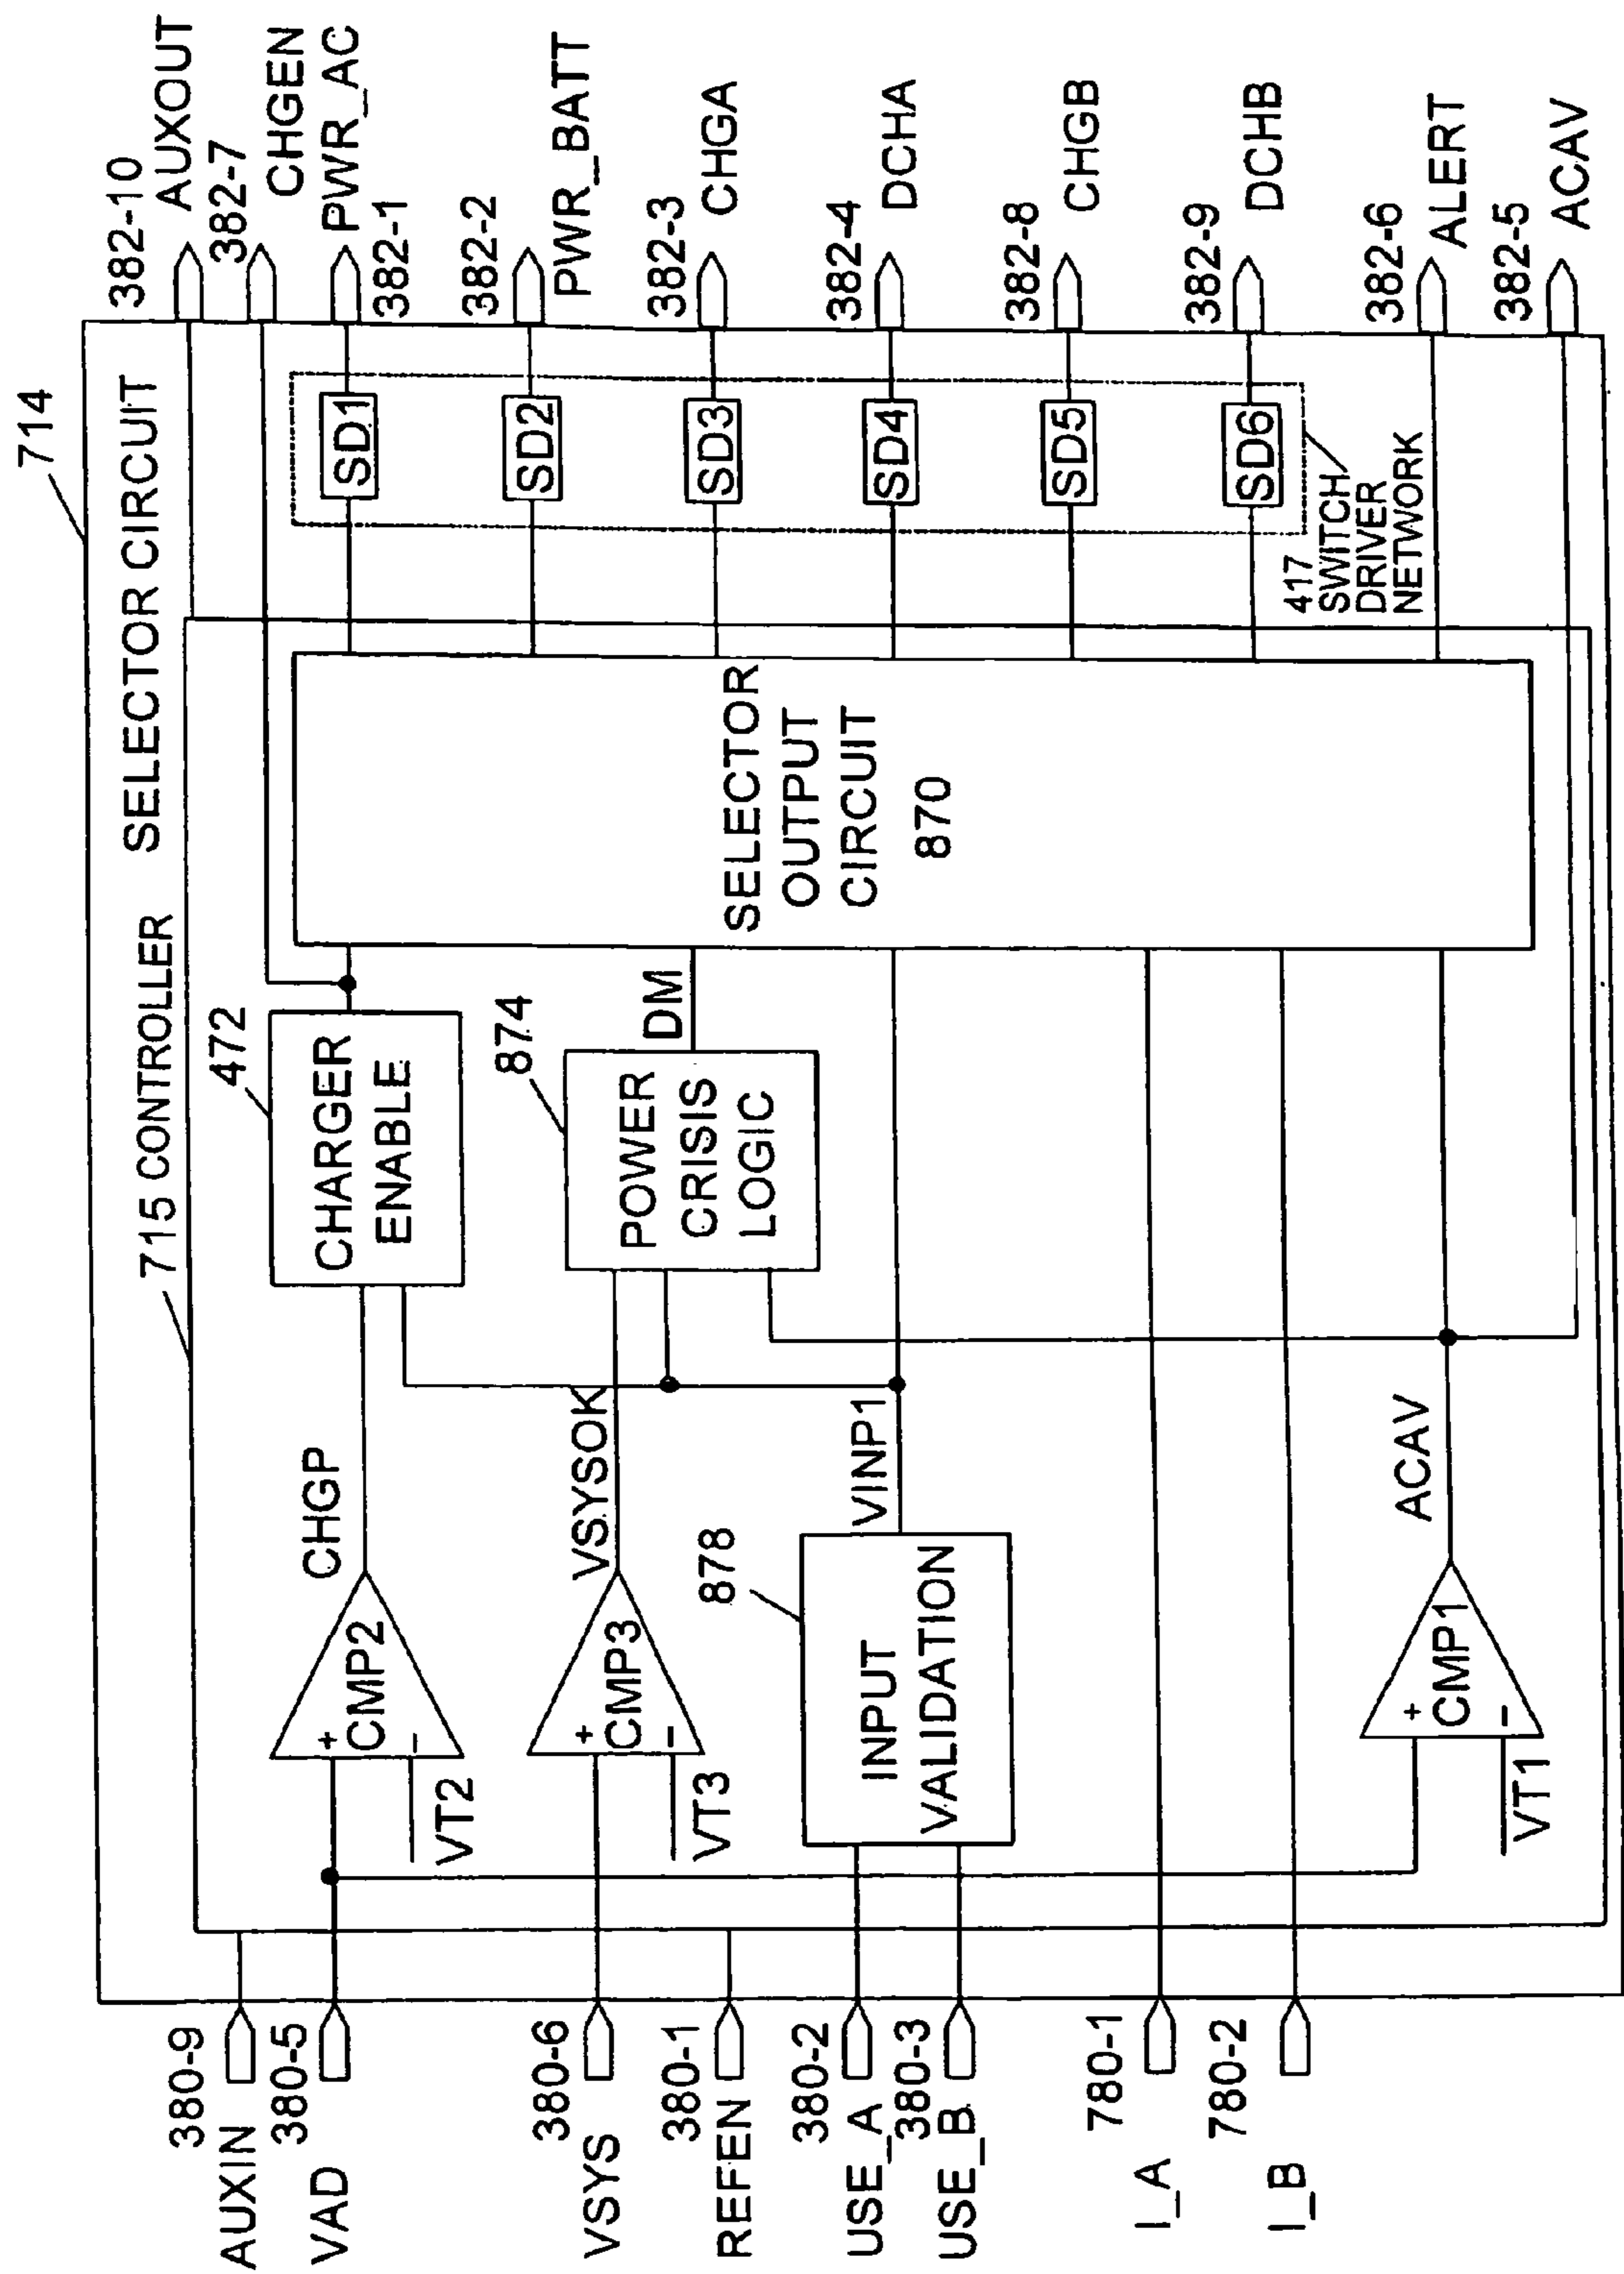 714
SELECTOR CIRCUIT
715 CONTROLLER
380-9
AUXIN
380-5
VAD
380-6
VSYS
380-1
REFEN
380-2
USE_A
380-3
USE_B
780-1
I_A
780-2
I_B
+
CMP2
−
VT2
CHGP
+
CMP3
−
VT3
VSYSOK
878
INPUT
VALIDATION
VINP1
+
CMP1
−
VT1
ACAV
472
CHARGER
ENABLE
874
POWER
CRISIS
LOGIC
DM
SELECTOR
OUTPUT
CIRCUIT
870
SD1
SD2
SD3
SD4
SD5
SD6
417
SWITCH
DRIVER
NETWORK
382-10
AUXOUT
382-7
CHGEN
PWR_AC
382-1
382-2
PWR_BATT
382-3
CHGA
382-4
DCHA
382-8
CHGB
382-9
DCHB
382-6
ALERT
382-5
ACAV